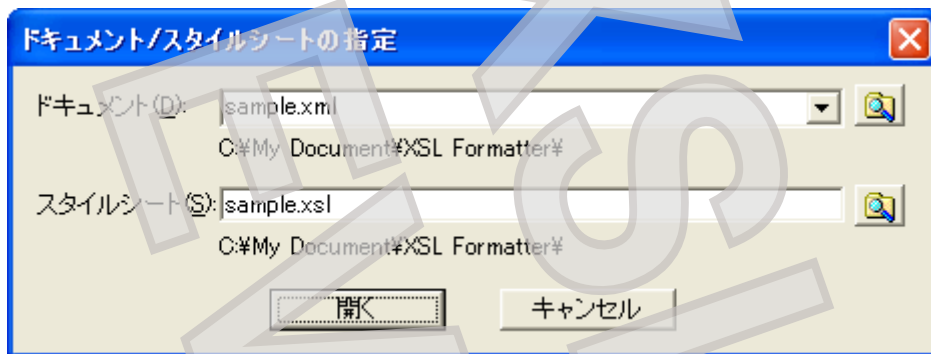 ドキュメント/スタイルシートの指定
ドキュメント(D): sample.xml
C:¥My Document¥XSL Formatter¥
スタイルシート(S): sample.xsl
C:¥My Document¥XSL Formatter¥
開く キャンセル